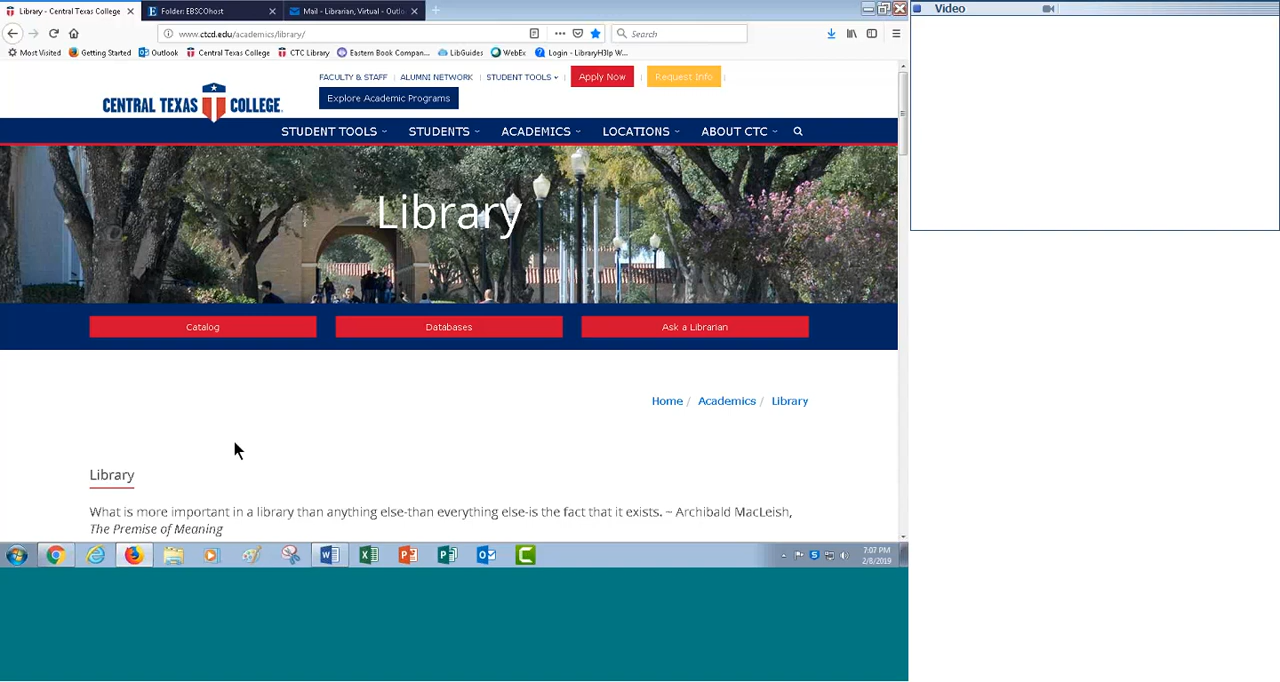 Library - Central Texas College
Folder: EBSCOhost
Mail - Librarian, Virtual - Outlo
Video
www.ctcd.edu/academics/library/
Search
Most Visited
Getting Started
Outlook
Central Texas College
CTC Library
Eastern Book Compan...
LibGuides
WebEx
Login - LibraryH3lp W...
FACULTY & STAFF
ALUMNI NETWORK
STUDENT TOOLS
Apply Now
Request Info
CENTRAL TEXAS COLLEGE
Explore Academic Programs
STUDENT TOOLS
STUDENTS
ACADEMICS
LOCATIONS
ABOUT CTC
Library
Catalog
Databases
Ask a Librarian
Home / Academics / Library
Library
What is more important in a library than anything else-than everything else-is the fact that it exists. ~ Archibald MacLeish,
The Premise of Meaning
7:07 PM
2/8/2019